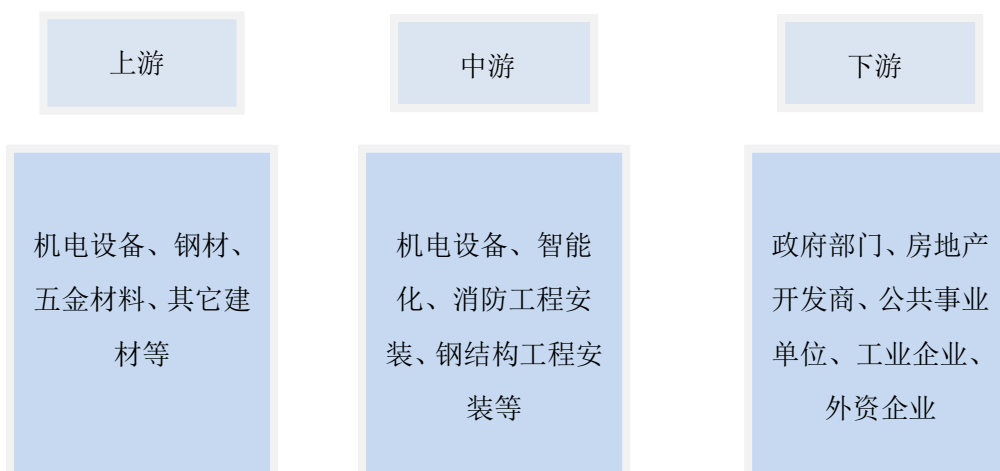 上游
中游
下游
机电设备、钢材、
五金材料、其它建
材等
机电设备、智能
化、消防工程安
装、钢结构工程安
装等
政府部门、房地产
开发商、公共事业
单位、工业企业、
外资企业